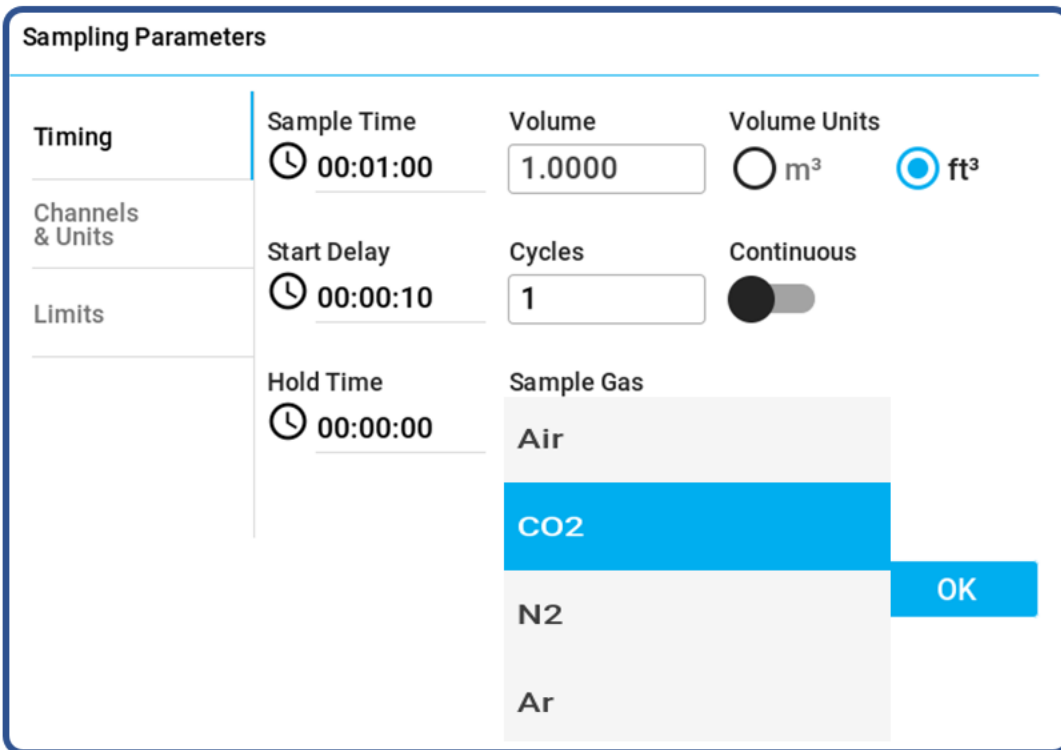 Sampling Parameters
Timing
Channels
& Units
Limits
Sample Time
00:01:00
Volume
1.0000
Volume Units
m³
ft³
Start Delay
00:00:10
Cycles
1
Continuous
Hold Time
00:00:00
Sample Gas
Air
CO2
N2
Ar
OK